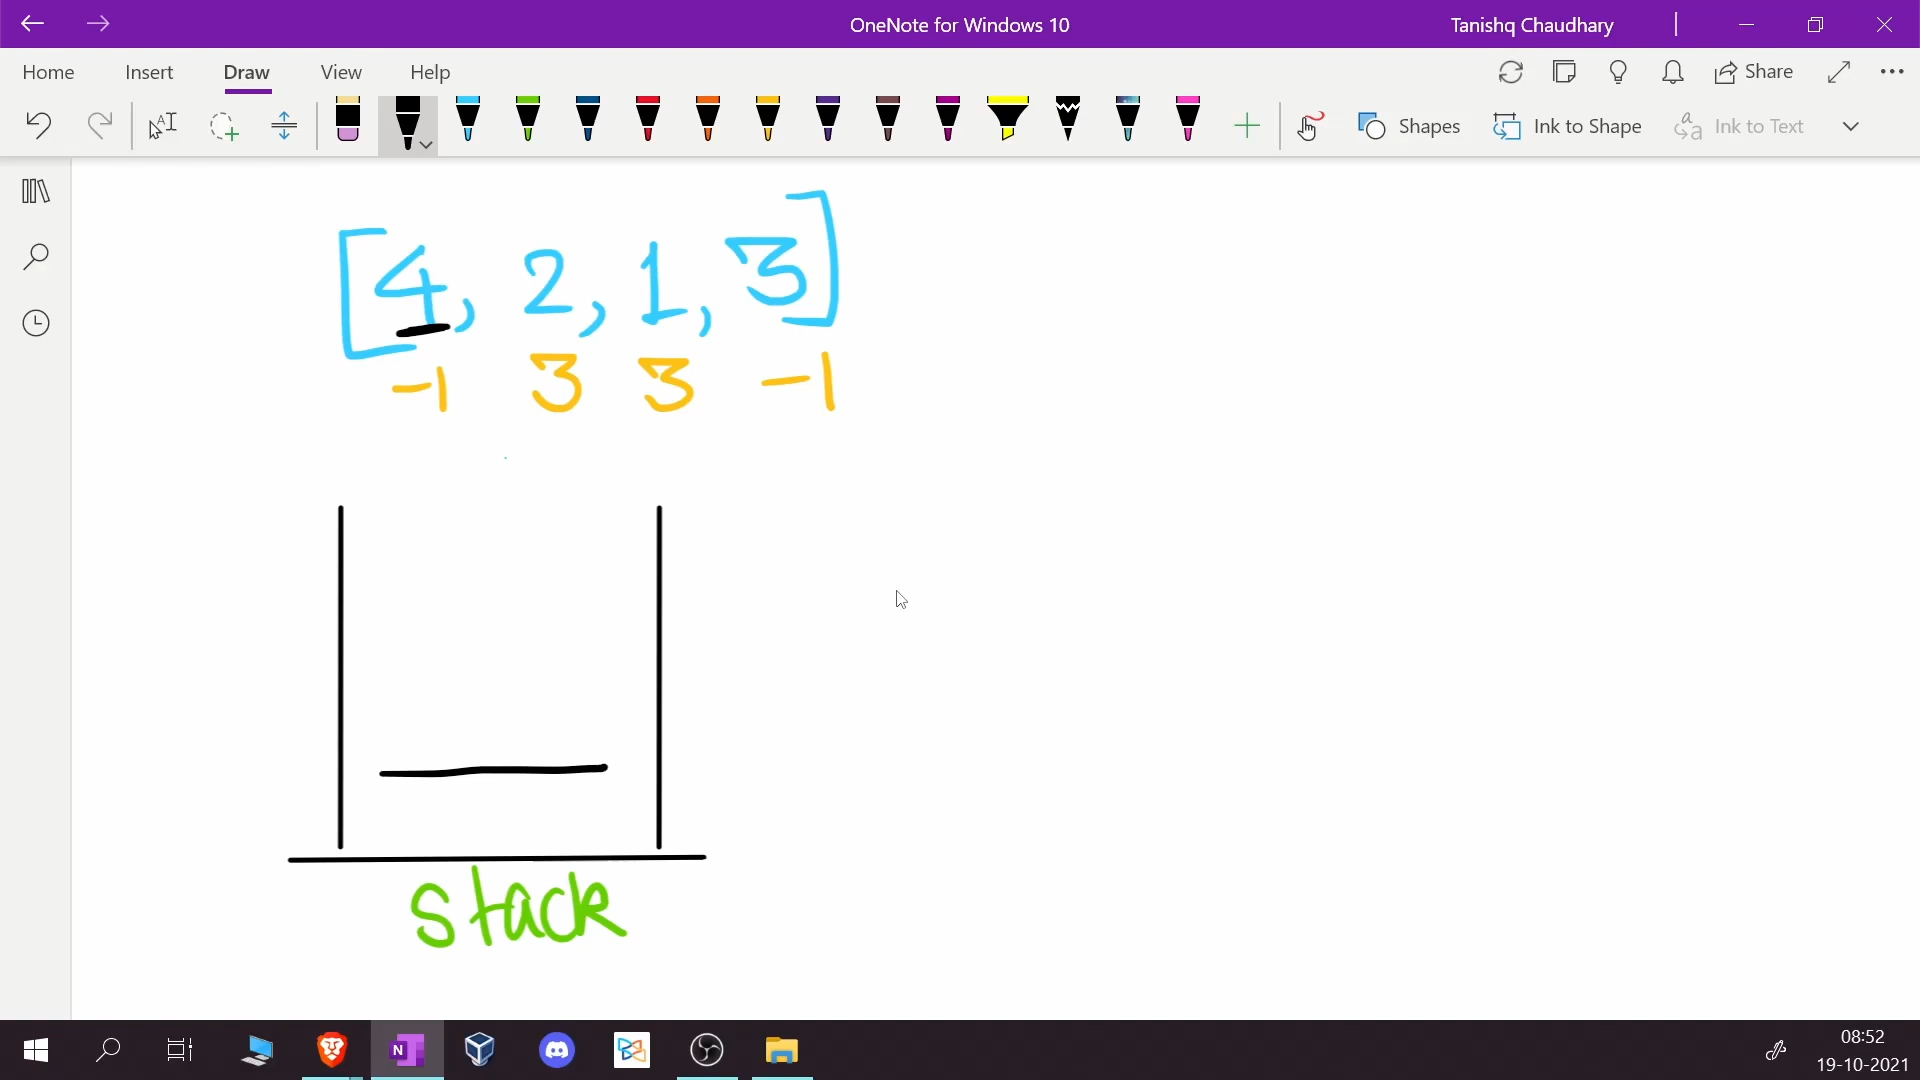 OneNote for Windows 10 Tanishq Chaudhary
Home Insert Draw View Help Share
Shapes Ink to Shape Ink to Text
[4, 2, 1, 3]
-1 3 3 -1
stack
08:52
19-10-2021